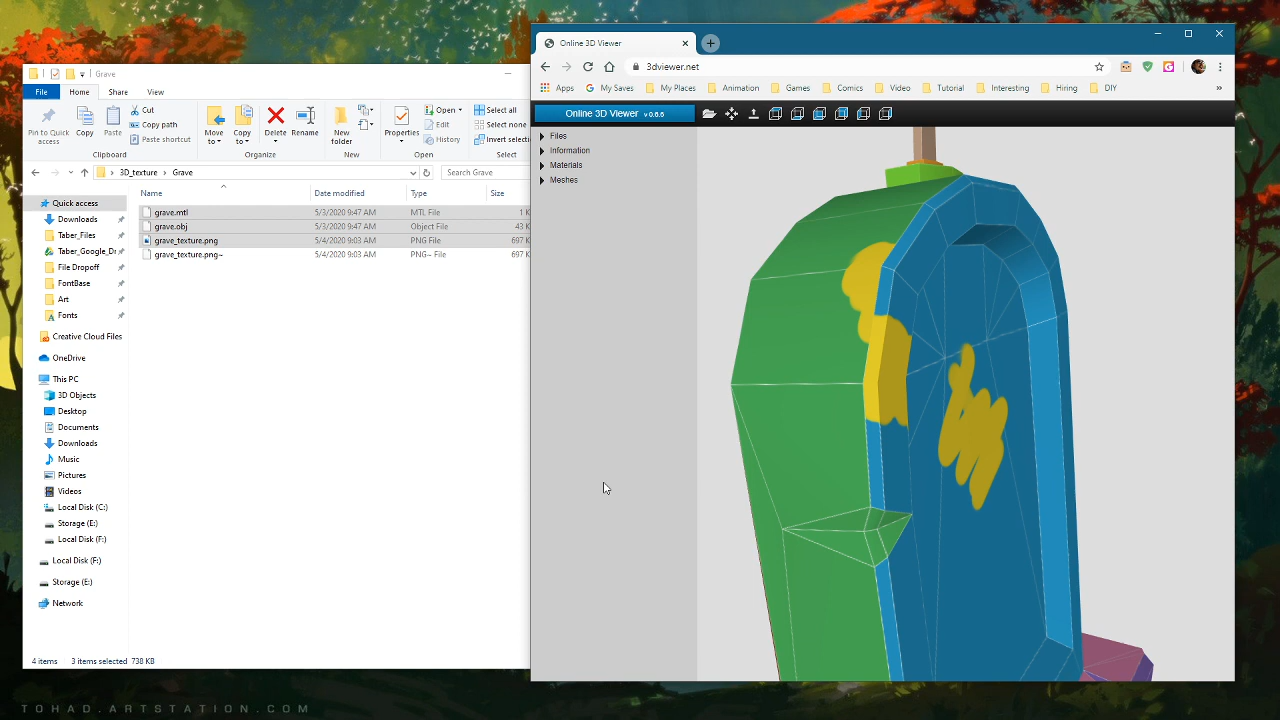 Grave
File Home Share View
Pin to Quick access
Copy
Paste
Cut
Copy path
Paste shortcut
Clipboard
Move to
Copy to
Delete
Rename
Organize
New folder
New
Properties
Open
Edit
History
Open
Select all
Select none
Invert selecti
Select
3D_texture > Grave
Search Grave
Name Date modified Type Size
grave.mtl 5/3/2020 9:47 AM MTL File 1 K
grave.obj 5/3/2020 9:47 AM Object File 43 K
grave_texture.png 5/4/2020 9:03 AM PNG File 697 K
grave_texture.png~ 5/4/2020 9:03 AM PNG~ File 697 K
Quick access
Downloads
Taber_Files
Taber_Google_Dr
File Dropoff
FontBase
Art
Fonts
Creative Cloud Files
OneDrive
This PC
3D Objects
Desktop
Documents
Downloads
Music
Pictures
Videos
Local Disk (C:)
Storage (E:)
Local Disk (F:)
Local Disk (F:)
Storage (E:)
Network
4 items 3 items selected 738 KB
Online 3D Viewer
3dviewer.net
Apps My Saves My Places Animation Games Comics Video Tutorial Interesting Hiring DIY »
Online 3D Viewer v 0.6.5
Files
Information
Materials
Meshes
TOHAD.ARTSTATION.COM